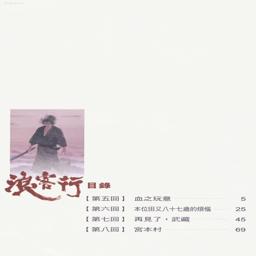 浪客行 目錄
【第五回】 血之玩意 5
【第六回】 本位田又八十七歲的煩惱 25
【第七回】 再見了‧武藏 45
【第八回】 宮本村 69